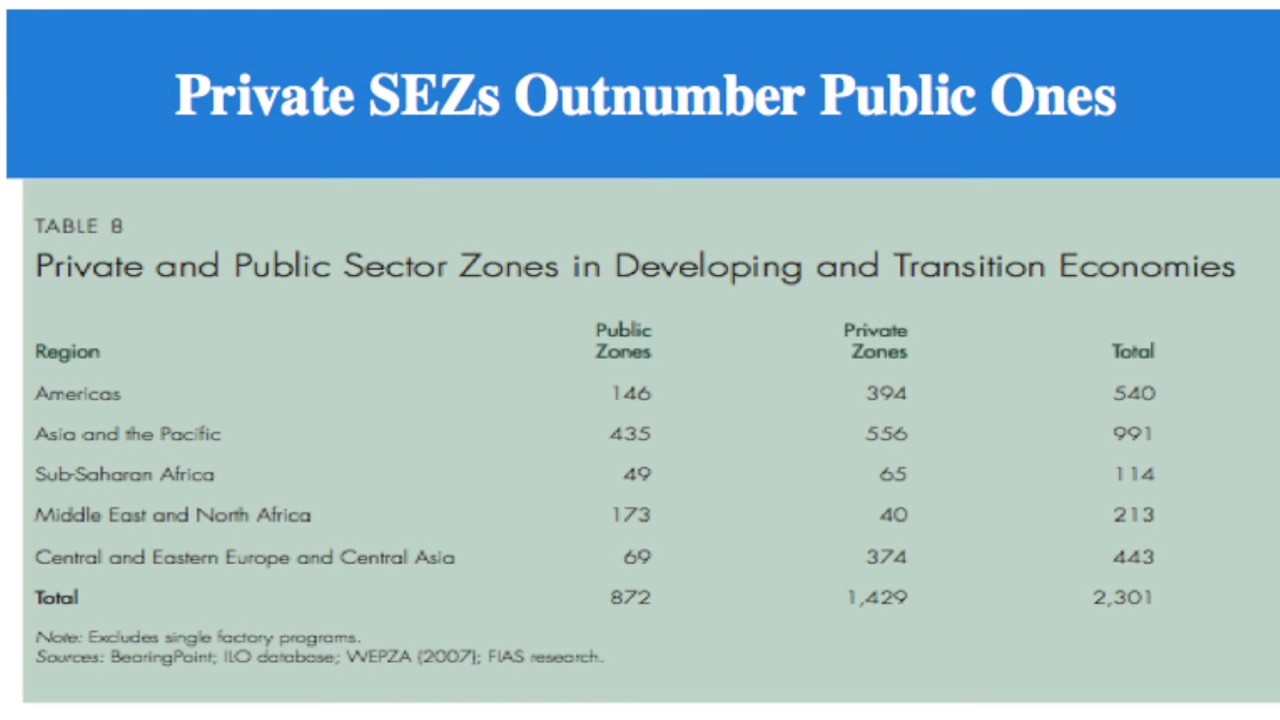 Private SEZs Outnumber Public Ones
TABLE 8
Private and Public Sector Zones in Developing and Transition Economies
Public Private
Region Zones Zones Total
Americas 146 394 540
Asia and the Pacific 435 556 991
Sub-Saharan Africa 49 65 114
Middle East and North Africa 173 40 213
Central and Eastern Europe and Central Asia 69 374 443
Total 872 1,429 2,301
Note: Excludes single factory programs.
Sources: BearingPoint; ILO database; WEPZA (2007); FIAS research.